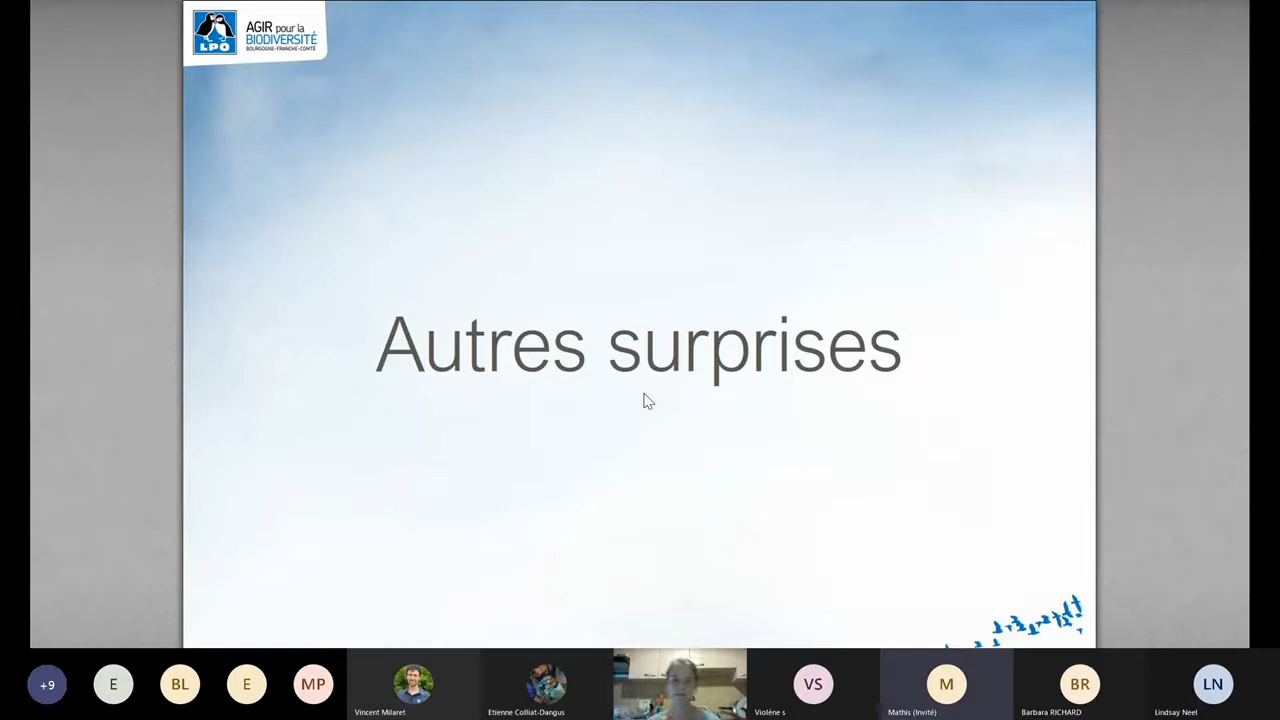 LPO
AGIR pour la
BIODIVERSITÉ
BOURGOGNE-FRANCHE-COMTÉ
Autres surprises
+9
E
BL
E
MP
VS
M
BR
LN
Vincent Milaret
Etienne Colliat-Dangus
Violène s
Mathis (Invité)
Barbara RICHARD
Lindsay Neel